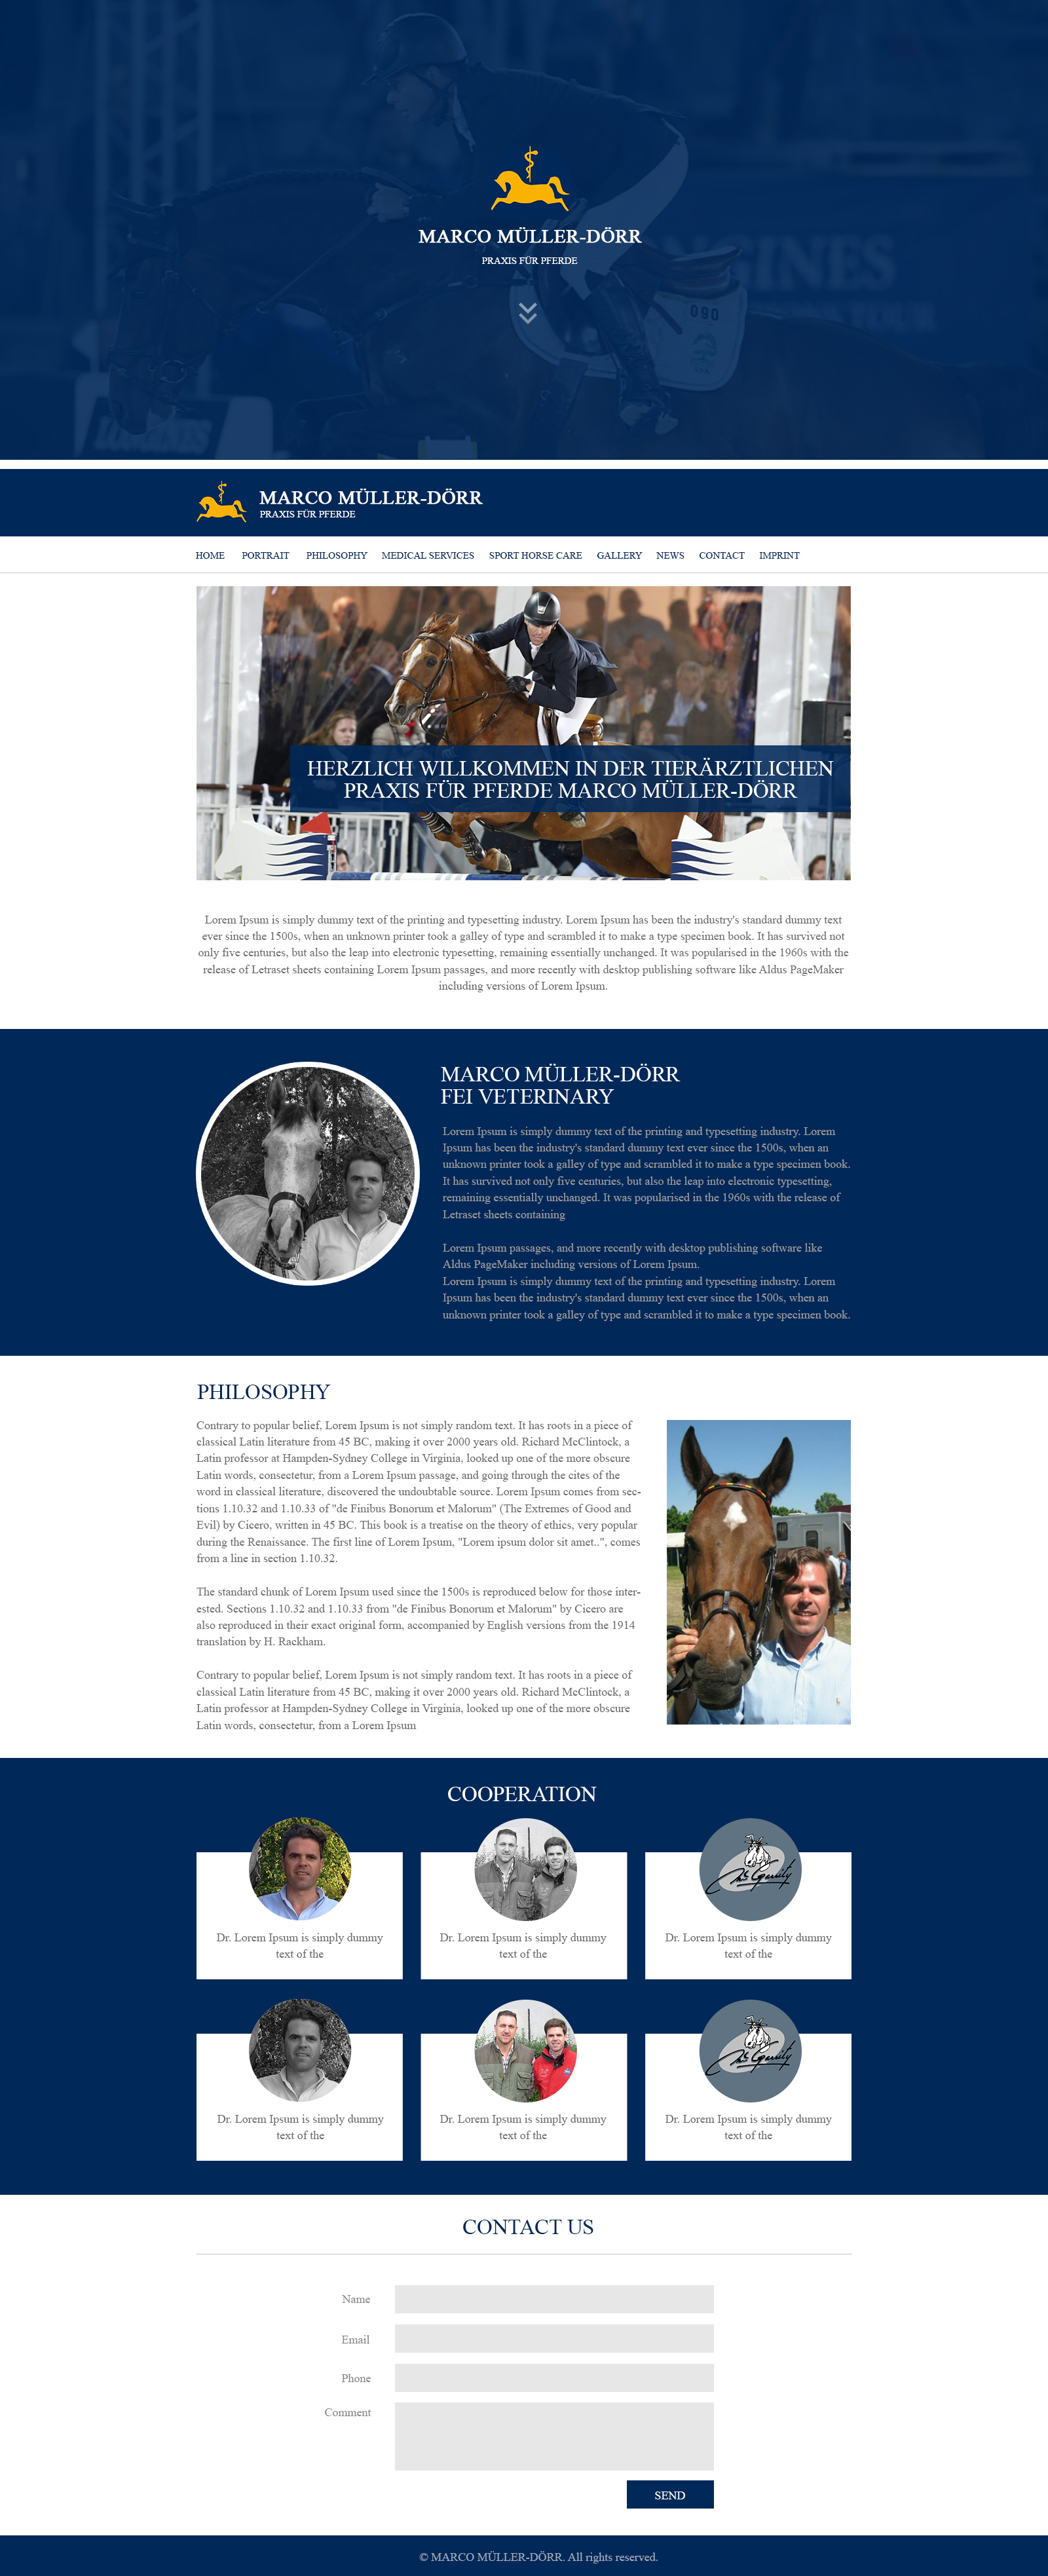 MARCO MÜLLER-DÖRR
PRAXIS FÜR PFERDE
090
MARCO MÜLLER-DÖRR
PRAXIS FÜR PFERDE
HOME PORTRAIT PHILOSOPHY MEDICAL SERVICES SPORT HORSE CARE GALLERY NEWS CONTACT IMPRINT
HERZLICH WILLKOMMEN IN DER TIERÄRZTLICHEN
PRAXIS FÜR PFERDE MARCO MÜLLER-DÖRR
Lorem Ipsum is simply dummy text of the printing and typesetting industry. Lorem Ipsum has been the industry's standard dummy text
ever since the 1500s, when an unknown printer took a galley of type and scrambled it to make a type specimen book. It has survived not
only five centuries, but also the leap into electronic typesetting, remaining essentially unchanged. It was popularised in the 1960s with the
release of Letraset sheets containing Lorem Ipsum passages, and more recently with desktop publishing software like Aldus PageMaker
including versions of Lorem Ipsum.
MARCO MÜLLER-DÖRR
FEI VETERINARY
Lorem Ipsum is simply dummy text of the printing and typesetting industry. Lorem
Ipsum has been the industry's standard dummy text ever since the 1500s, when an
unknown printer took a galley of type and scrambled it to make a type specimen book.
It has survived not only five centuries, but also the leap into electronic typesetting,
remaining essentially unchanged. It was popularised in the 1960s with the release of
Letraset sheets containing
Lorem Ipsum passages, and more recently with desktop publishing software like
Aldus PageMaker including versions of Lorem Ipsum.
Lorem Ipsum is simply dummy text of the printing and typesetting industry. Lorem
Ipsum has been the industry's standard dummy text ever since the 1500s, when an
unknown printer took a galley of type and scrambled it to make a type specimen book.
PHILOSOPHY
Contrary to popular belief, Lorem Ipsum is not simply random text. It has roots in a piece of
classical Latin literature from 45 BC, making it over 2000 years old. Richard McClintock, a
Latin professor at Hampden-Sydney College in Virginia, looked up one of the more obscure
Latin words, consectetur, from a Lorem Ipsum passage, and going through the cites of the
word in classical literature, discovered the undoubtable source. Lorem Ipsum comes from sec-
tions 1.10.32 and 1.10.33 of "de Finibus Bonorum et Malorum" (The Extremes of Good and
Evil) by Cicero, written in 45 BC. This book is a treatise on the theory of ethics, very popular
during the Renaissance. The first line of Lorem Ipsum, "Lorem ipsum dolor sit amet..", comes
from a line in section 1.10.32.
The standard chunk of Lorem Ipsum used since the 1500s is reproduced below for those inter-
ested. Sections 1.10.32 and 1.10.33 from "de Finibus Bonorum et Malorum" by Cicero are
also reproduced in their exact original form, accompanied by English versions from the 1914
translation by H. Rackham.
Contrary to popular belief, Lorem Ipsum is not simply random text. It has roots in a piece of
classical Latin literature from 45 BC, making it over 2000 years old. Richard McClintock, a
Latin professor at Hampden-Sydney College in Virginia, looked up one of the more obscure
Latin words, consectetur, from a Lorem Ipsum
COOPERATION
Dr. Lorem Ipsum is simply dummy
text of the
Dr. Lorem Ipsum is simply dummy
text of the
Dr. Lorem Ipsum is simply dummy
text of the
Dr. Lorem Ipsum is simply dummy
text of the
Dr. Lorem Ipsum is simply dummy
text of the
Dr. Lorem Ipsum is simply dummy
text of the
CONTACT US
Name
Email
Phone
Comment
SEND
© MARCO MÜLLER-DÖRR. All rights reserved.